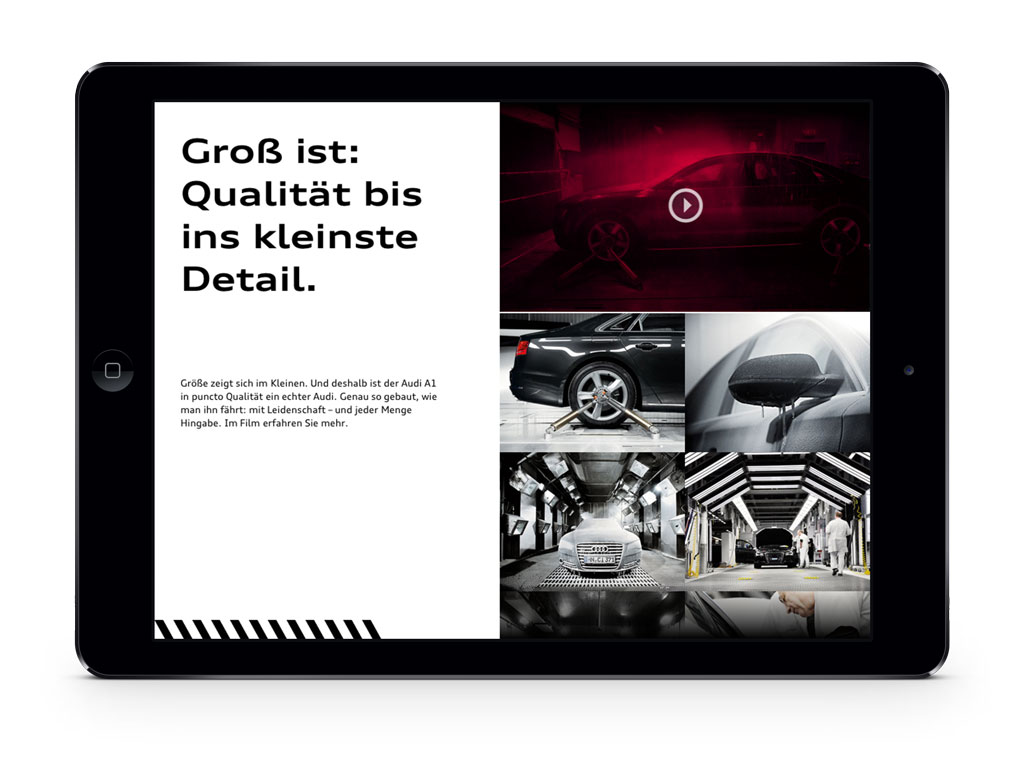 Groß ist:
Qualität bis
ins kleinste
Detail.
Größe zeigt sich im Kleinen. Und deshalb ist der Audi A1
in puncto Qualität ein echter Audi. Genau so gebaut, wie
man ihn fährt: mit Leidenschaft – und jeder Menge
Hingabe. Im Film erfahren Sie mehr.